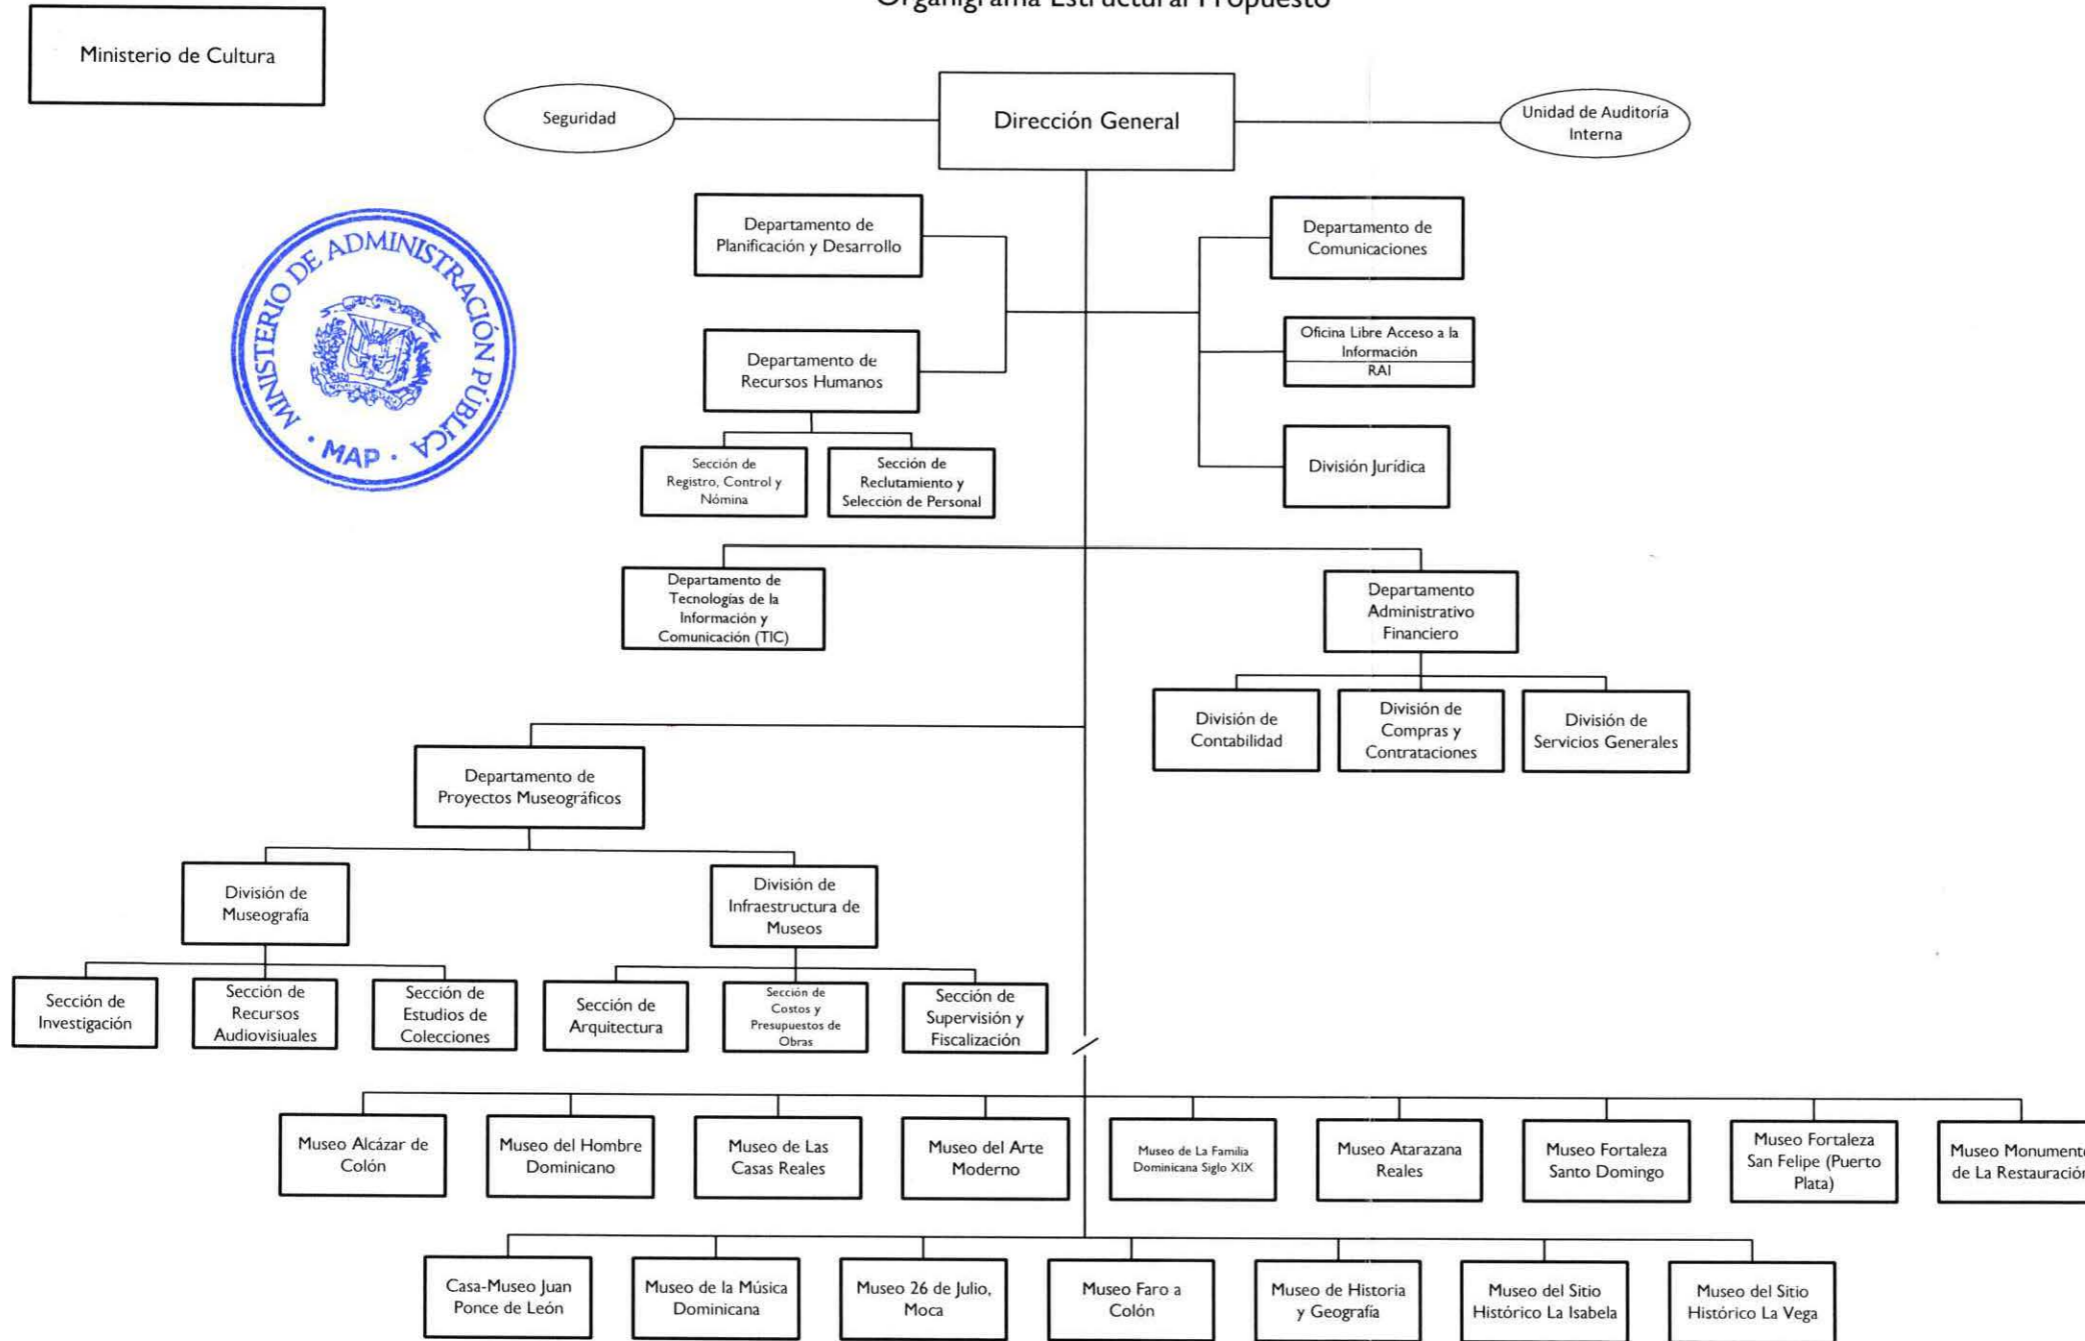 Organigrama Estructural Propuesto
Ministerio de Cultura
Seguridad
Dirección General
Unidad de Auditoría
Interna
Departamento de
Planificación y Desarrollo
Departamento de
Comunicaciones
MINISTERIO DE ADMINISTRACIÓN PÚBLICA
· MAP ·
Oficina Libre Acceso a la
Información
RAI
Departamento de
Recursos Humanos
División Jurídica
Sección de
Registro, Control y
Nómina
Sección de
Reclutamiento y
Selección de Personal
Departamento de
Tecnologías de la
Información y
Comunicación (TIC)
Departamento
Administrativo
Financiero
División de
Contabilidad
División de
Compras y
Contrataciones
División de
Servicios Generales
Departamento de
Proyectos Museográficos
División de
Museografía
División de
Infraestructura de
Museos
Sección de
Investigación
Sección de
Recursos
Audiovisiuales
Sección de
Estudios de
Colecciones
Sección de
Arquitectura
Sección de
Costos y
Presupuestos de
Obras
Sección de
Supervisión y
Fiscalización
Museo Alcázar de
Colón
Museo del Hombre
Dominicano
Museo de Las
Casas Reales
Museo del Arte
Moderno
Museo de La Familia
Dominicana Siglo XIX
Museo Atarazana
Reales
Museo Fortaleza
Santo Domingo
Museo Fortaleza
San Felipe (Puerto
Plata)
Museo Monumento
de La Restauración
Casa-Museo Juan
Ponce de León
Museo de la Música
Dominicana
Museo 26 de Julio,
Moca
Museo Faro a
Colón
Museo de Historia
y Geografía
Museo del Sitio
Histórico La Isabela
Museo del Sitio
Histórico La Vega